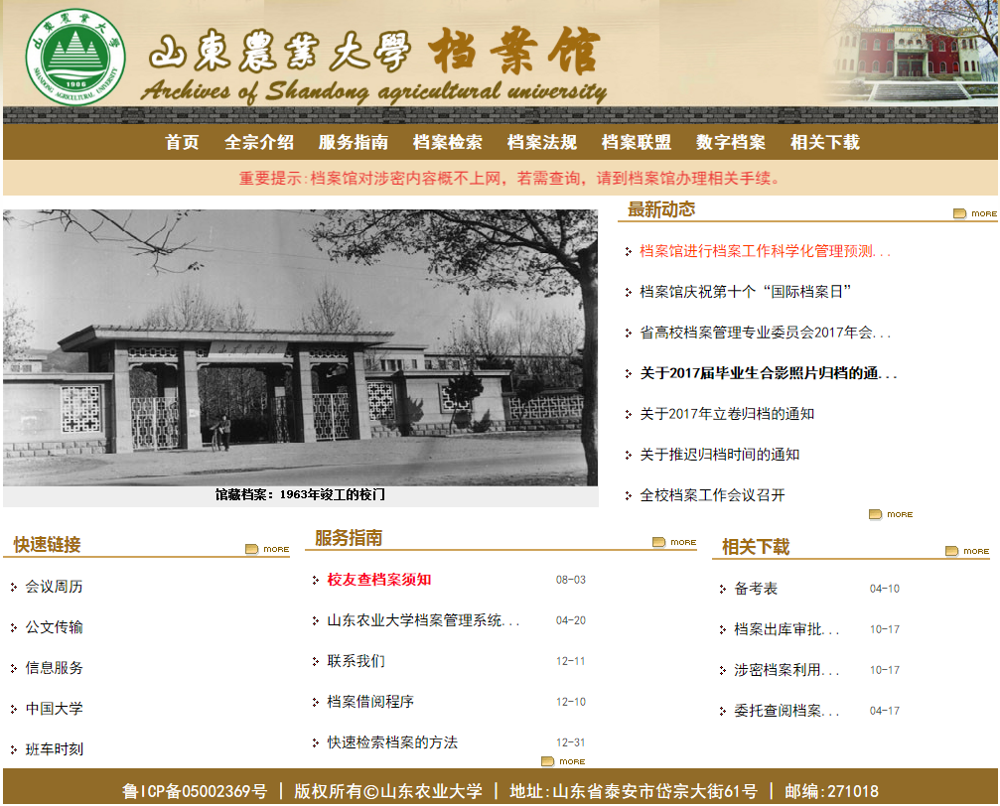 山東農業大學
SHANDONG AGRICULTURAL UNIVERSITY
1906
山東農業大學 档案馆
Archives of Shandong agricultural university
首页 全宗介绍 服务指南 档案检索 档案法规 档案联盟 数字档案 相关下载
重要提示:档案馆对涉密内容概不上网，若需查询，请到档案馆办理相关手续。
最新动态 MORE
档案馆进行档案工作科学化管理预测...
档案馆庆祝第十个“国际档案日”
省高校档案管理专业委员会2017年会...
关于2017届毕业生合影照片归档的通...
关于2017年立卷归档的通知
关于推迟归档时间的通知
全校档案工作会议召开
MORE
馆藏档案：1963年竣工的校门
快速链接 MORE
会议周历
公文传输
信息服务
中国大学
班车时刻
服务指南 MORE
校友查档案须知 08-03
山东农业大学档案管理系统... 04-20
联系我们 12-11
档案借阅程序 12-10
快速检索档案的方法 12-31
MORE
相关下载 MORE
备考表 04-10
档案出库审批... 10-17
涉密档案利用... 10-17
委托查阅档案... 04-17
鲁ICP备05002369号 | 版权所有©山东农业大学 | 地址:山东省泰安市岱宗大街61号 | 邮编:271018